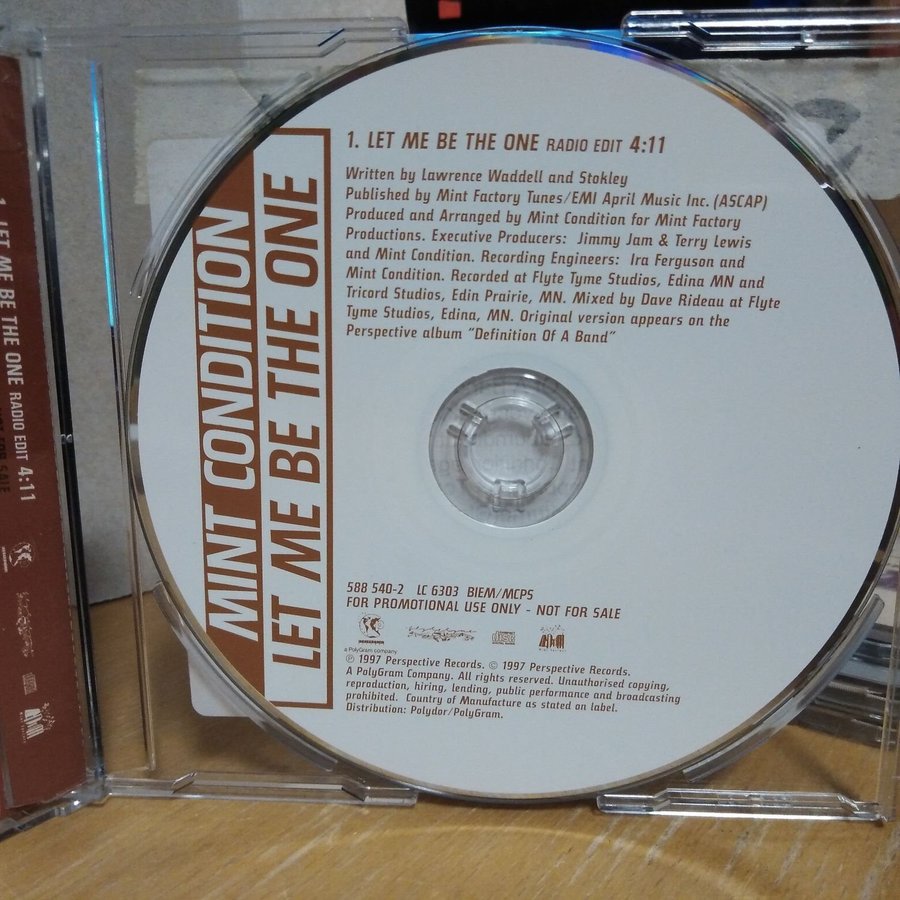 1. LET ME BE THE ONE RADIO EDIT 4:11
Written by Lawrence Waddell and Stokley
Published by Mint Factory Tunes/EMI April Music Inc. (ASCAP)
Produced and Arranged by Mint Condition for Mint Factory
Productions. Executive Producers: Jimmy Jam & Terry Lewis
and Mint Condition. Recording Engineers: Ira Ferguson and
Mint Condition. Recorded at Flyte Tyme Studios, Edina MN and
Tricord Studios, Edin Prairie, MN. Mixed by Dave Rideau at Flyte
Tyme Studios, Edina, MN. Original version appears on the
Perspective album "Definition Of A Band"
MINT CONDITION
LET ME BE THE ONE
588 540-2 LC 6303 BIEM/MCPS
FOR PROMOTIONAL USE ONLY - NOT FOR SALE
a PolyGram company
℗ 1997 Perspective Records. © 1997 Perspective Records.
A PolyGram Company. All rights reserved. Unauthorised copying,
reproduction, hiring, lending, public performance and broadcasting
prohibited. Country of Manufacture as stated on label.
Distribution: Polydor/PolyGram.
1. LET ME BE THE ONE RADIO EDIT 4:11
NOT FOR SALE
2